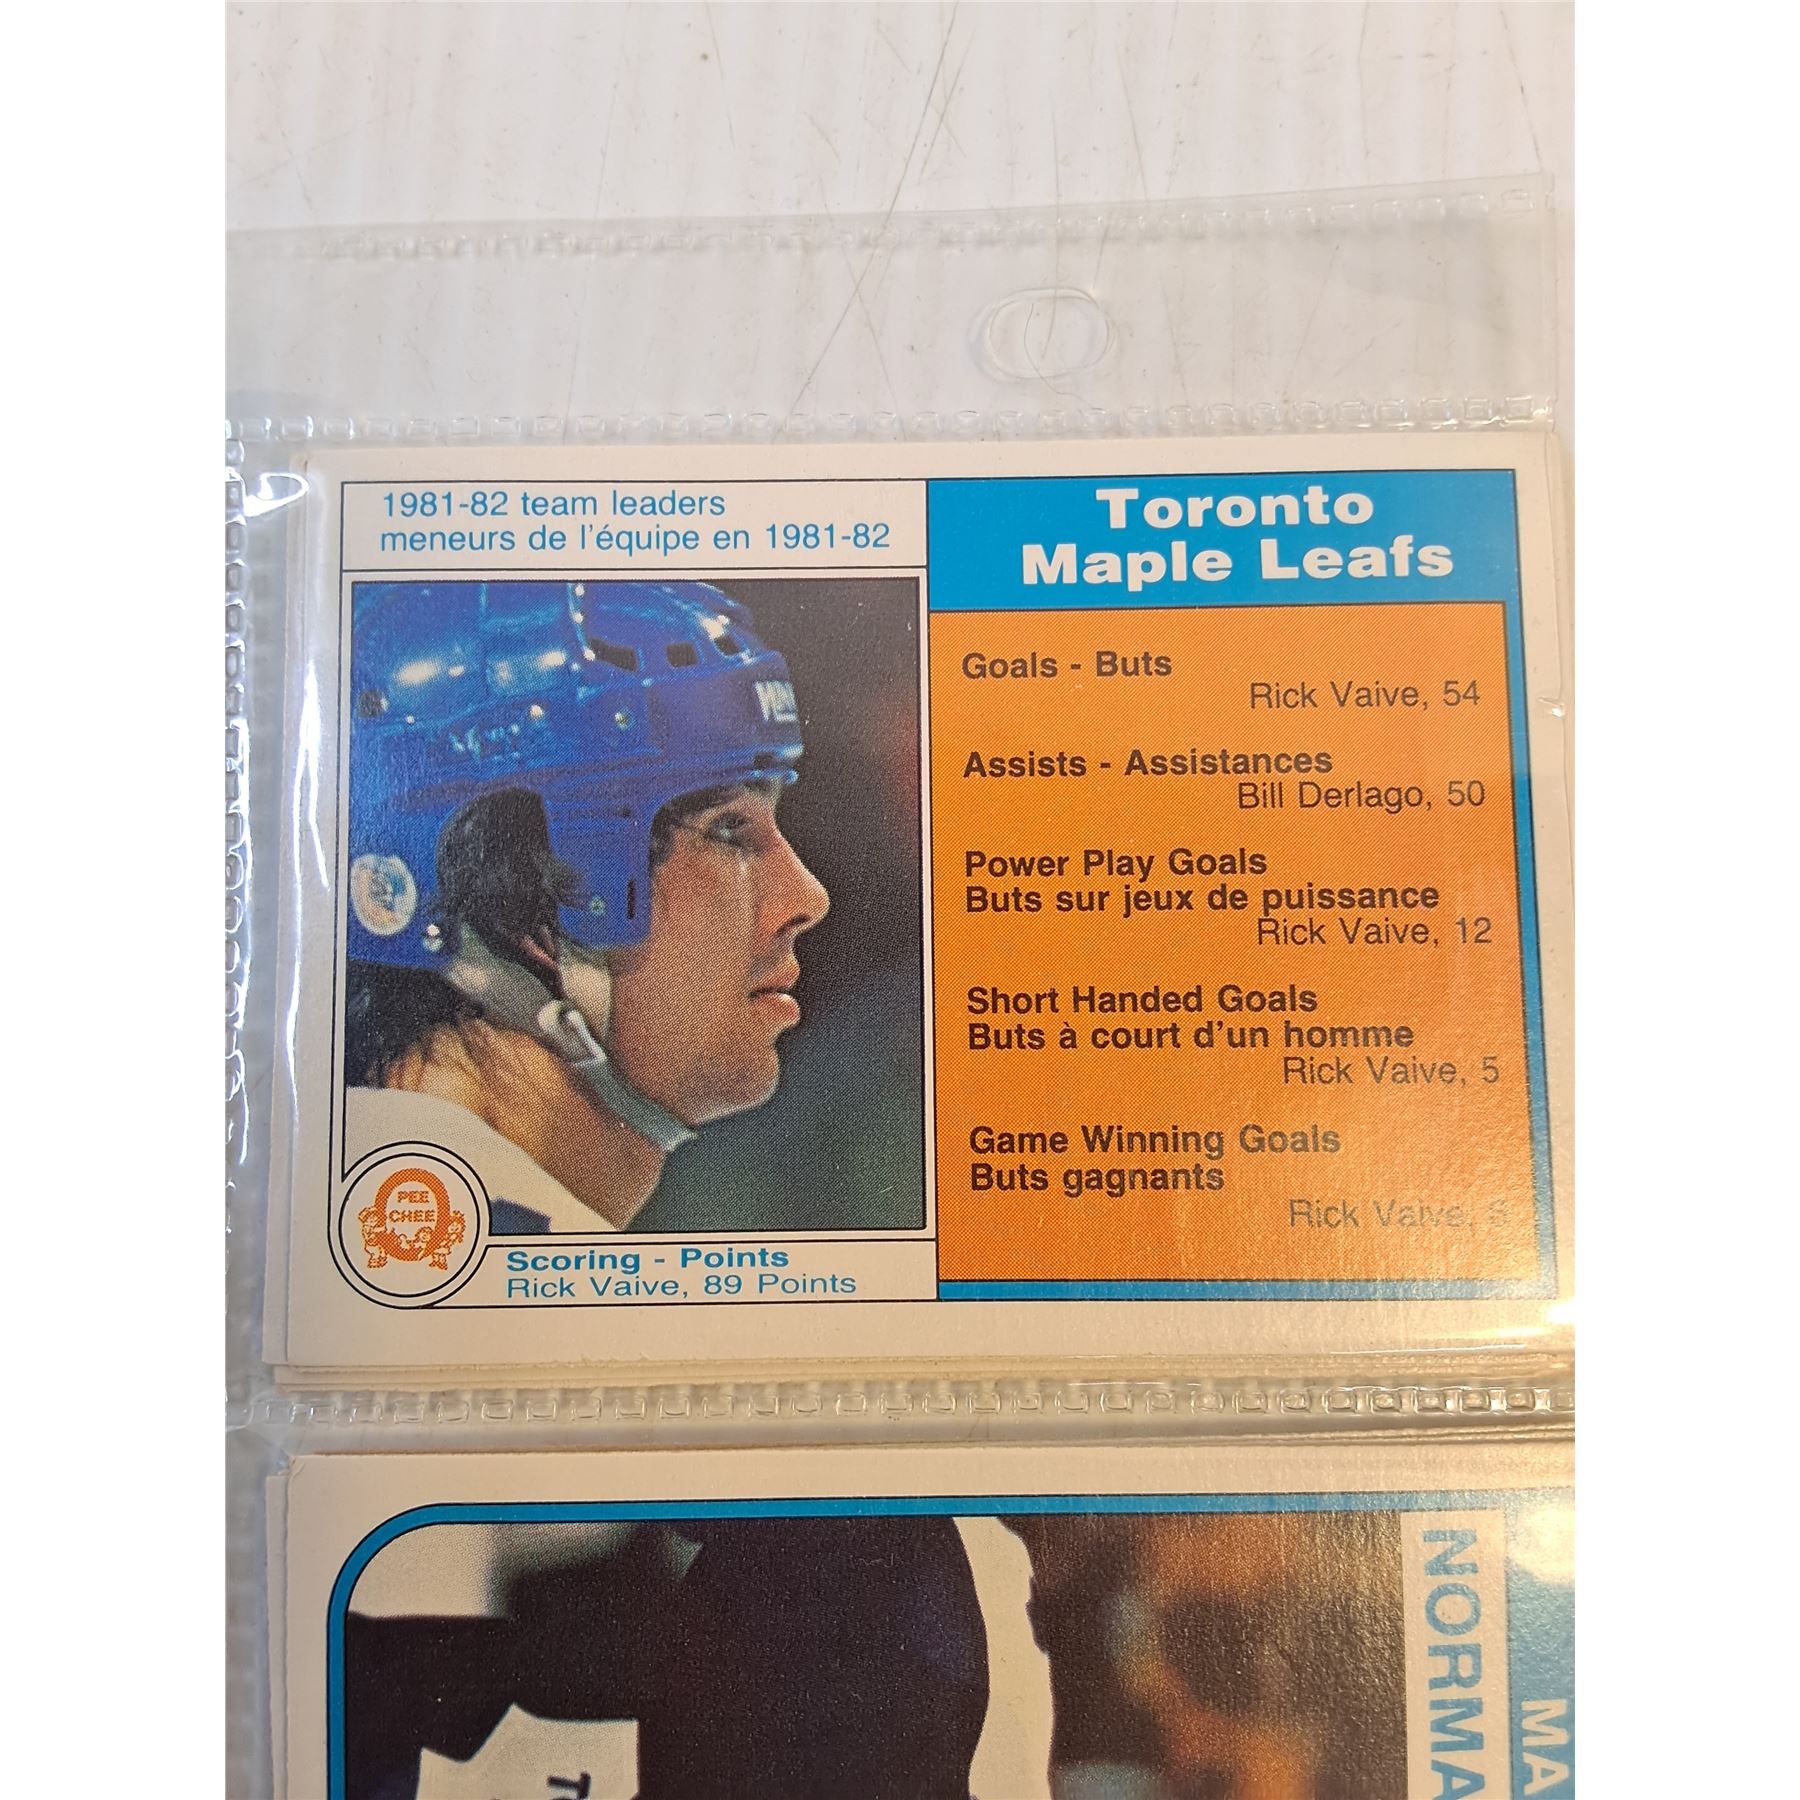 1981-82 team leaders
meneurs de l'équipe en 1981-82
Toronto
Maple Leafs
Goals - Buts
Rick Vaive, 54
Assists - Assistances
Bill Derlago, 50
Power Play Goals
Buts sur jeux de puissance
Rick Vaive, 12
Short Handed Goals
Buts à court d'un homme
Rick Vaive, 5
Game Winning Goals
Buts gagnants
Rick Vaive,
PEE
CHEE
Scoring - Points
Rick Vaive, 89 Points
NORMA
MA